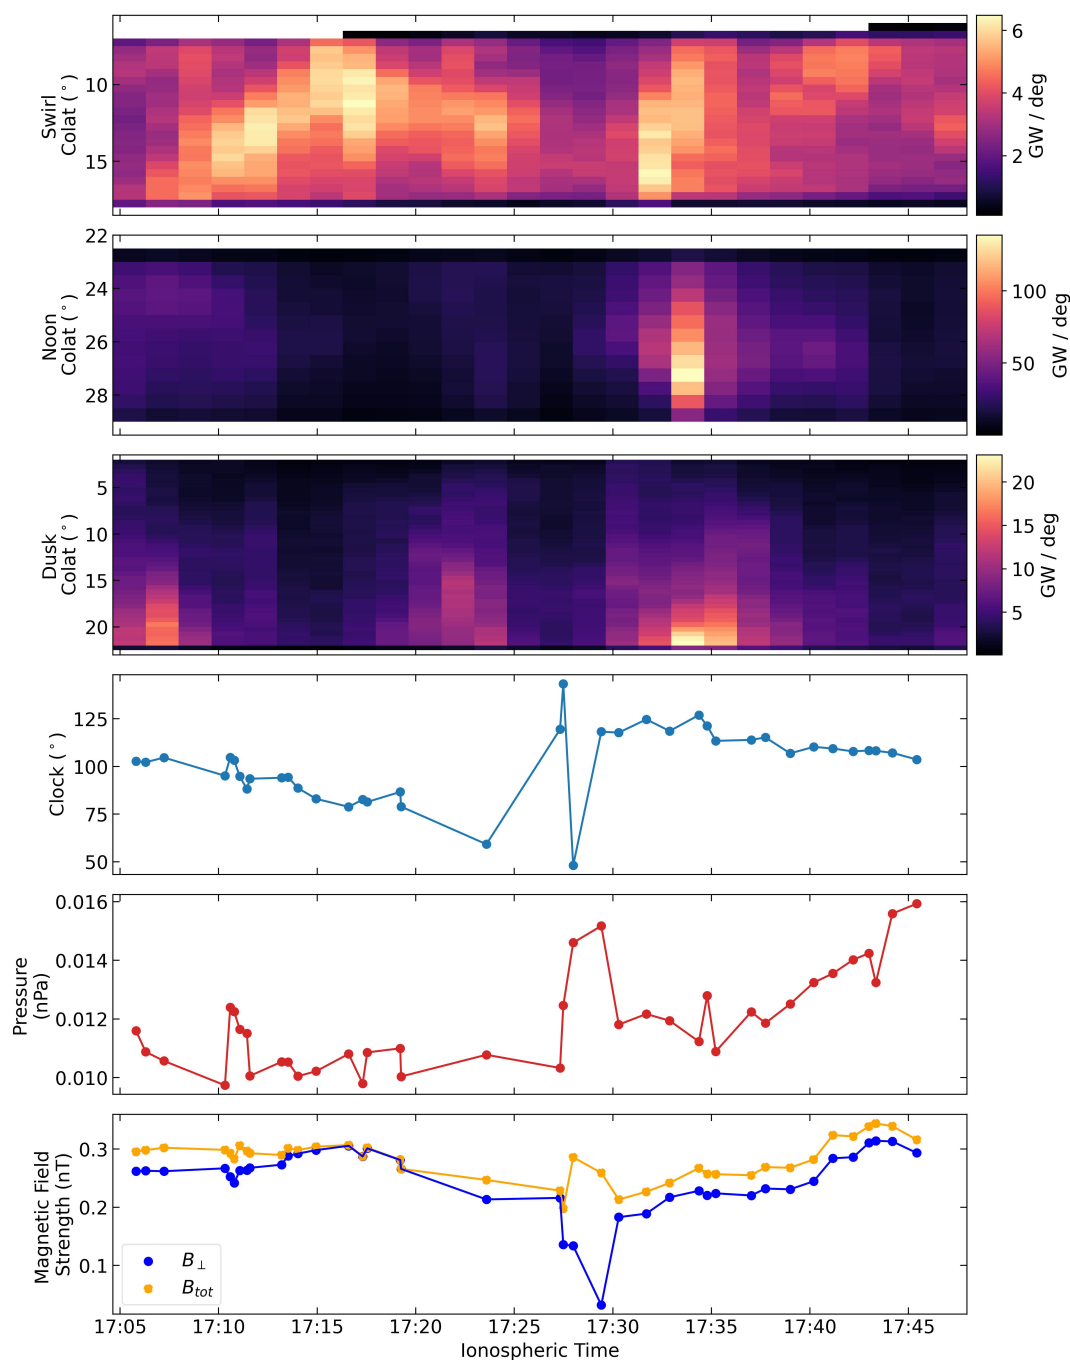 Swirl
Colat (°)
10
15
6
4
2
GW / deg
Noon
Colat (°)
22
24
26
28
100
50
GW / deg
Dusk
Colat (°)
5
10
15
20
20
15
10
5
GW / deg
Clock (°)
125
100
75
50
Pressure
(nPa)
0.016
0.014
0.012
0.010
Magnetic Field
Strength (nT)
0.3
0.2
0.1
B⊥
Btot
17:05 17:10 17:15 17:20 17:25 17:30 17:35 17:40 17:45
Ionospheric Time